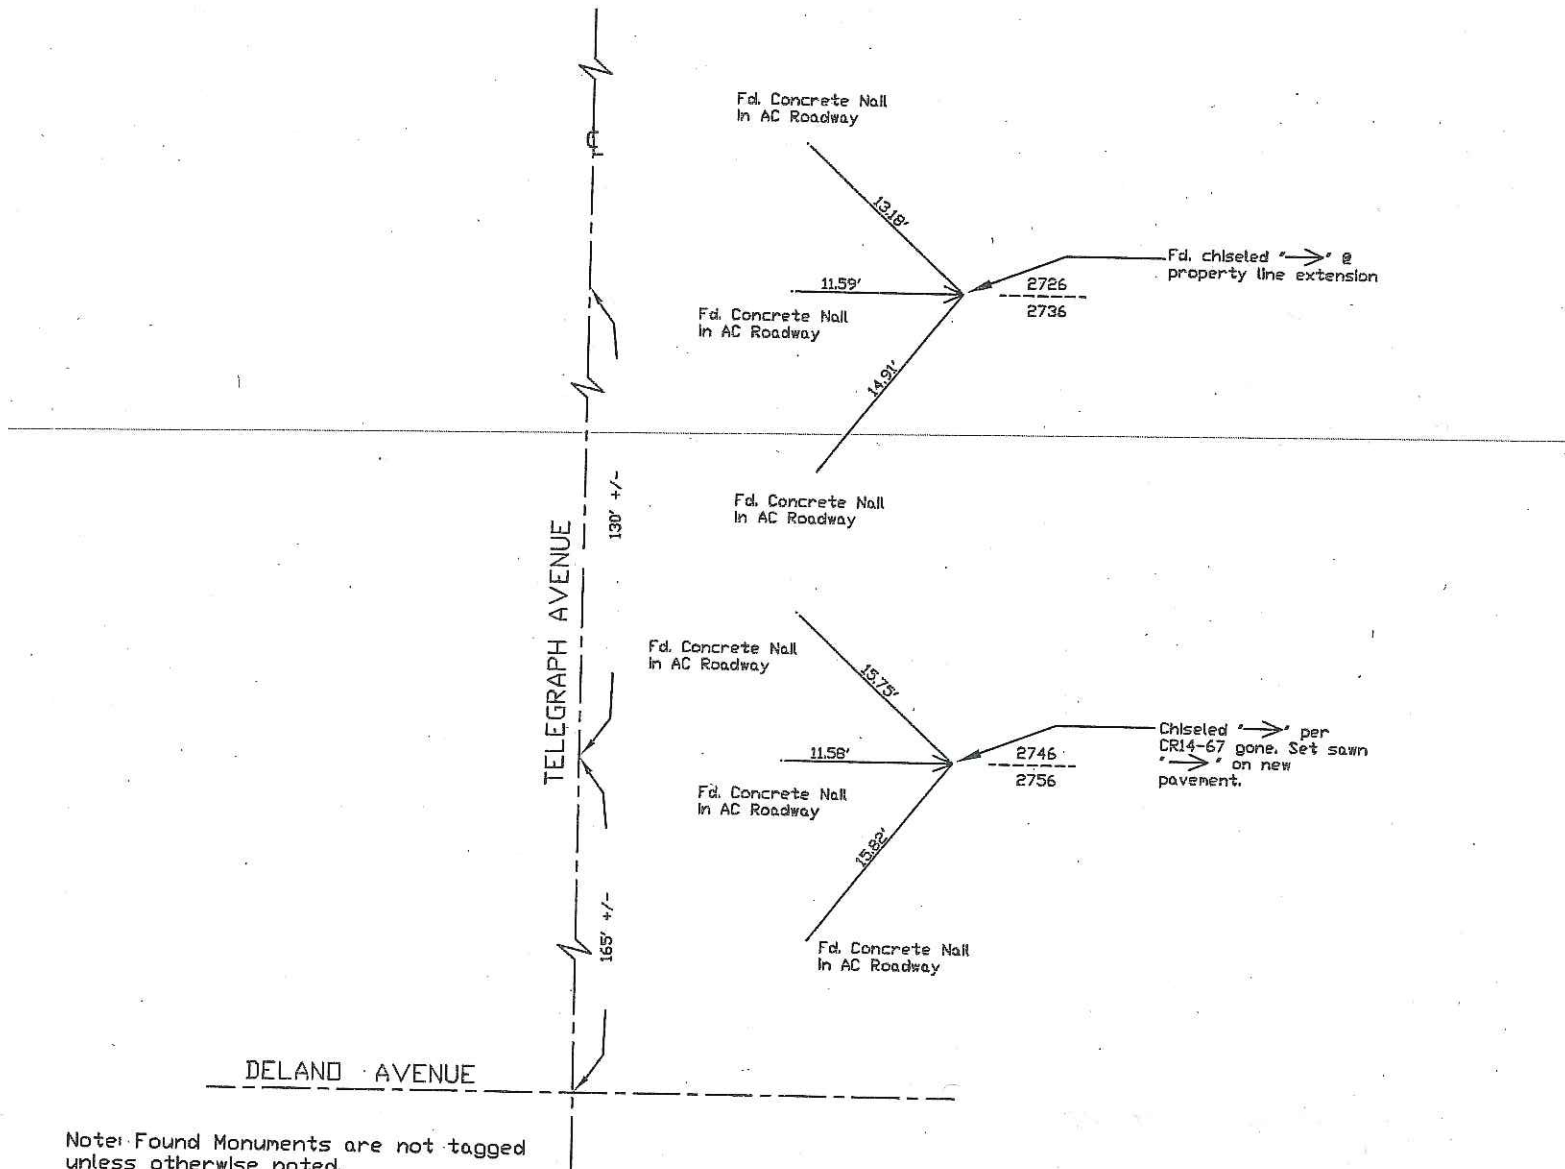 Fd. Concrete Nail
In AC Roadway
℄
13.18'
Fd. chiseled "→" @
property line extension
11.59'
2726
2736
Fd. Concrete Nail
In AC Roadway
14.91'
130' +/-
Fd. Concrete Nail
In AC Roadway
TELEGRAPH AVENUE
Fd. Concrete Nail
in AC Roadway
15.75'
Chiseled "→" per
CR14-67 gone. Set sawn
"→" on new
pavement.
11.58'
2746
2756
Fd. Concrete Nail
In AC Roadway
15.82'
165' +/-
Fd. Concrete Nail
In AC Roadway
DELANO AVENUE
Note: Found Monuments are not tagged
unless otherwise noted.